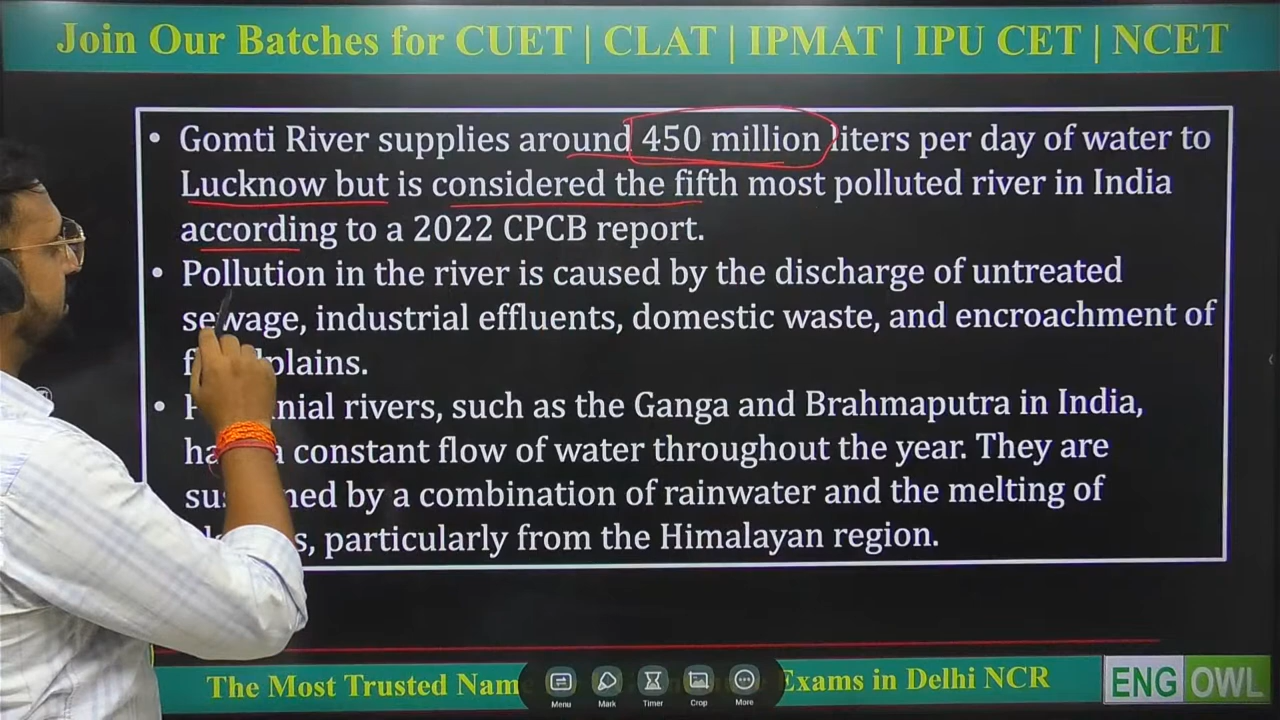 Join Our Batches for CUET | CLAT | IPMAT | IPU CET | NCET
• Gomti River supplies around 450 million liters per day of water to
Lucknow but is considered the fifth most polluted river in India
according to a 2022 CPCB report.
• Pollution in the river is caused by the discharge of untreated
sewage, industrial effluents, domestic waste, and encroachment of
plains.
• rivers, such as the Ganga and Brahmaputra in India,
a constant flow of water throughout the year. They are
by a combination of rainwater and the melting of
particularly from the Himalayan region.
The Most Trusted Exams in Delhi NCR
ENG OWL
Menu Mark Timer Crop More